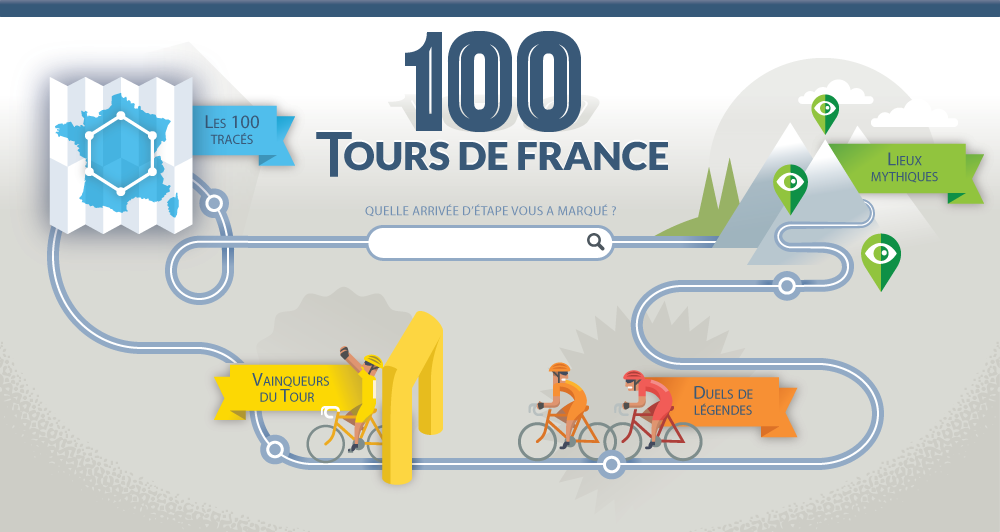 100
TOURS DE FRANCE
LES 100
TRACÉS
LIEUX
MYTHIQUES
QUELLE ARRIVÉE D'ÉTAPE VOUS A MARQUÉ ?
VAINQUEURS
DU TOUR
DUELS DE
LÉGENDES